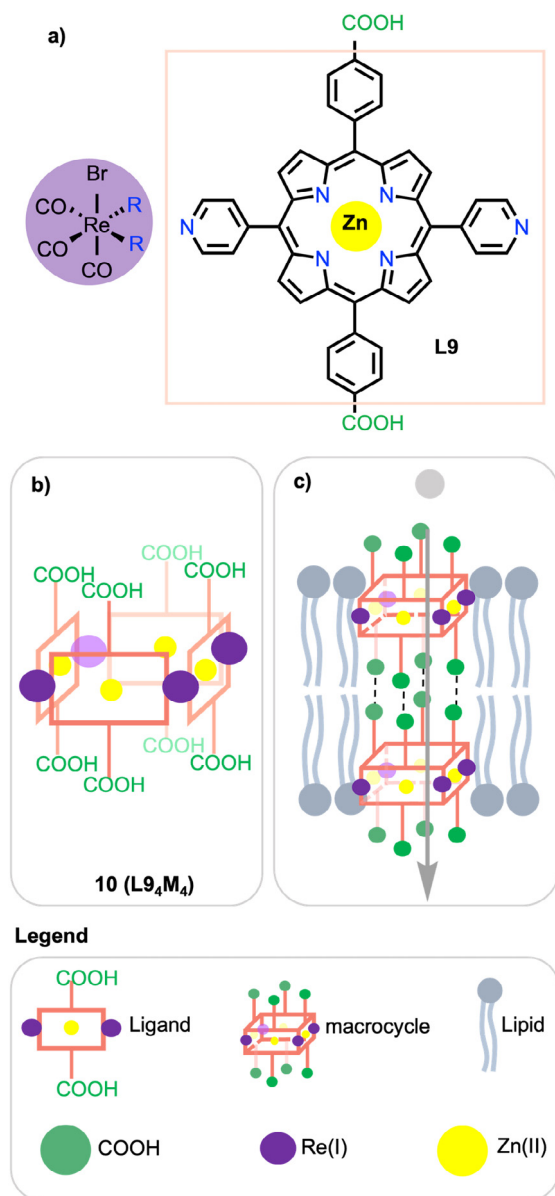 a)
COOH
Br
CO
R
Re
CO
R
CO
N
N
N
Zn
N
N
N
L9
COOH
b)
c)
COOH
COOH
COOH
COOH
COOH
COOH
COOH
COOH
10 (L9₄M₄)
Legend
COOH
Ligand
macrocycle
Lipid
COOH
COOH
Re(I)
Zn(II)